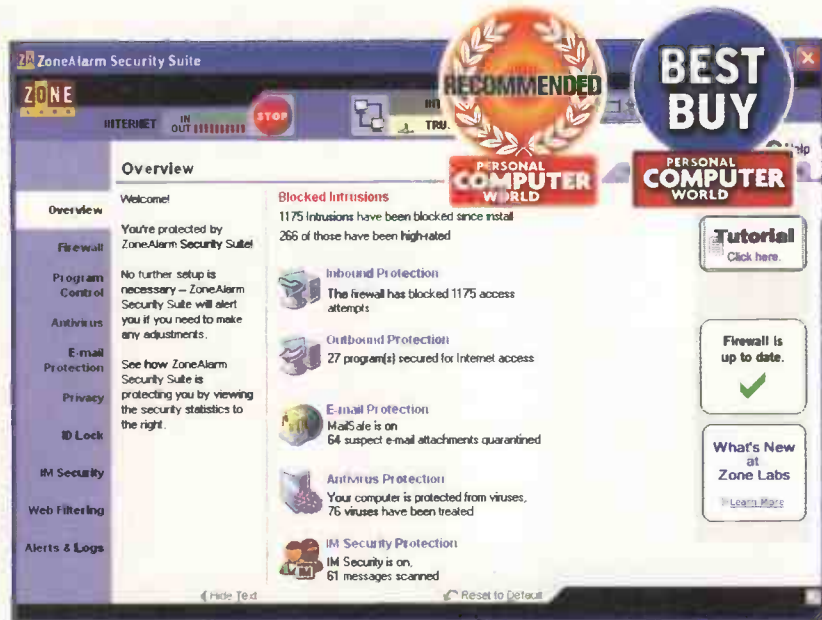 ZA ZoneAlarm Security Suite
ZONE
LABS
INTERNET
IN
OUT
STOP
TRU
RECOMMENDED
PERSONAL
COMPUTER
WORLD
BEST
BUY
PERSONAL
COMPUTER
WORLD
Help
Overview
Overview
Firewall
Program
Control
Antivirus
E-mail
Protection
Privacy
ID Lock
IM Security
Web Filtering
Alerts & Logs
Welcome!
You're protected by
ZoneAlarm Security Suite!
No further setup is
necessary – ZoneAlarm
Security Suite will alert
you if you need to make
any adjustments.
See how ZoneAlarm
Security Suite is
protecting you by viewing
the security statistics to
the right.
Blocked Intrusions
1175 Intrusions have been blocked since install
266 of those have been high-rated
Inbound Protection
The firewall has blocked 1175 access
attempts
Outbound Protection
27 program(s) secured for Internet access
E-mail Protection
MailSafe is on
64 suspect e-mail attachments quarantined
Antivirus Protection
Your computer is protected from viruses,
76 viruses have been treated
IM Security Protection
IM Security is on,
61 messages scanned
Tutorial
Click here.
Firewall is
up to date.
What's New
at
Zone Labs
Learn More
Hide Text
Reset to Default